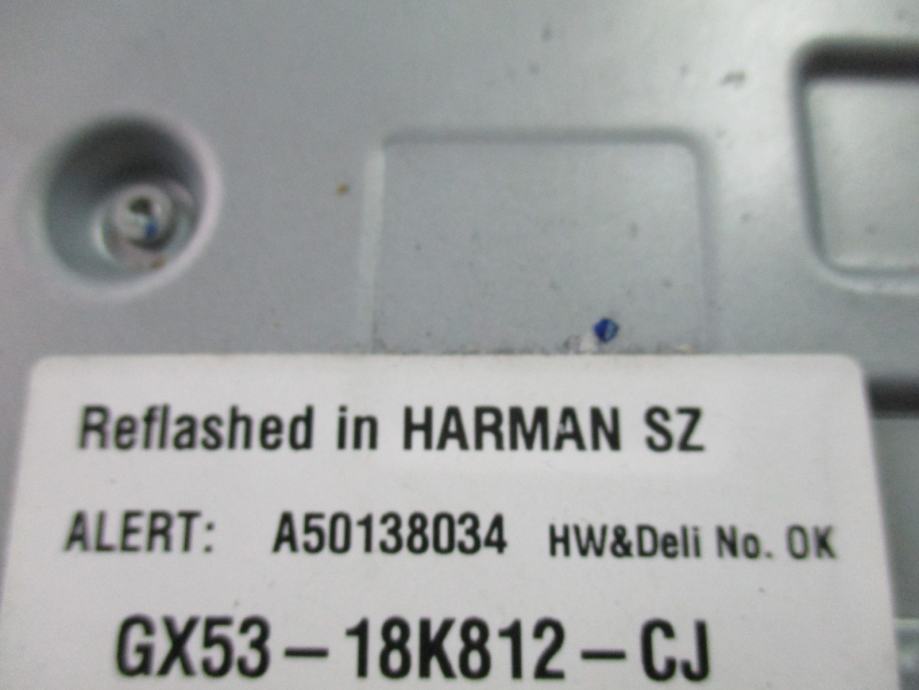 Reflashed in HARMAN SZ
ALERT: A50138034 HW&Deli No. OK
GX53-18K812-CJ